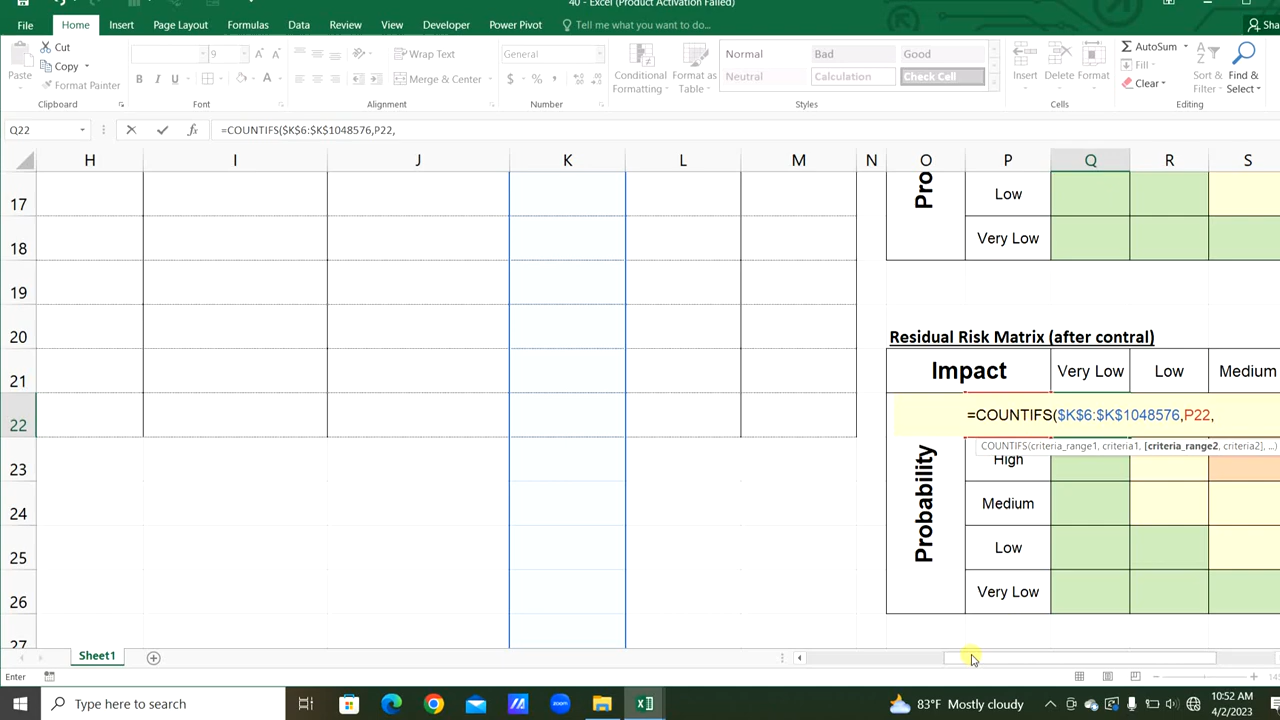 40 - Excel (Product Activation Failed)
File Home Insert Page Layout Formulas Data Review View Developer Power Pivot Tell me what you want to do... Sha
Cut
Copy
Format Painter
Paste
Clipboard
9
B I U
Font
Wrap Text
Merge & Center
Alignment
General
$ % ,
Number
Conditional Formatting
Format as Table
Normal Bad Good
Neutral Calculation Check Cell
Styles
Insert Delete Format
Cells
AutoSum
Fill
Clear
Sort & Filter
Find & Select
Editing
Q22 fx =COUNTIFS($K$6:$K$1048576,P22,
H I J K L M N O P Q R S
17 Pro Low
18 Very Low
19
20 Residual Risk Matrix (after contral)
21 Impact Very Low Low Medium
22 =COUNTIFS($K$6:$K$1048576,P22,
COUNTIFS(criteria_range1, criteria1, [criteria_range2, criteria2], ...)
23 Probability High
24 Medium
25 Low
26 Very Low
27
Sheet1
Enter
Type here to search
zoom
83°F Mostly cloudy
10:52 AM
4/2/2023